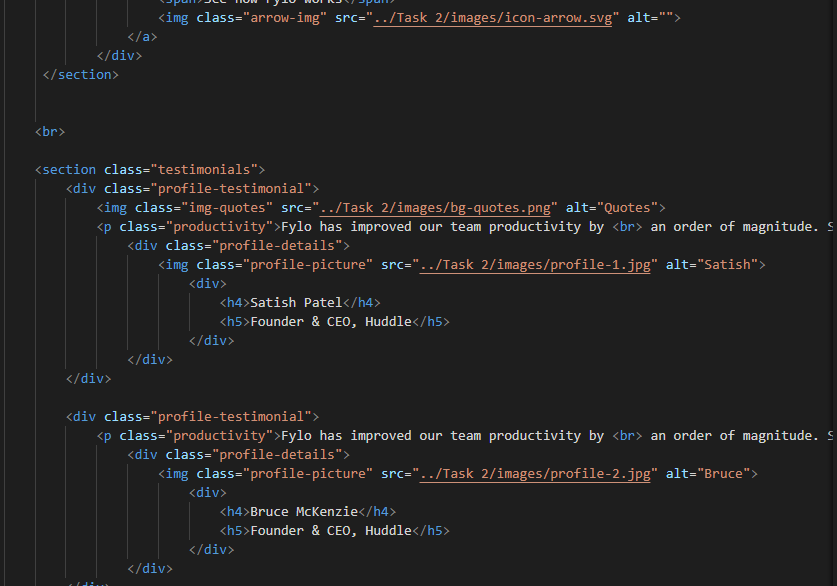 <span>See how Fylo works</span>
<img class="arrow-img" src="../Task 2/images/icon-arrow.svg" alt="">
</a>
</div>
</section>
<br>
<section class="testimonials">
<div class="profile-testimonial">
<img class="img-quotes" src="../Task 2/images/bg-quotes.png" alt="Quotes">
<p class="productivity">Fylo has improved our team productivity by <br> an order of magnitude. S
<div class="profile-details">
<img class="profile-picture" src="../Task 2/images/profile-1.jpg" alt="Satish">
<div>
<h4>Satish Patel</h4>
<h5>Founder & CEO, Huddle</h5>
</div>
</div>
</div>
<div class="profile-testimonial">
<p class="productivity">Fylo has improved our team productivity by <br> an order of magnitude. S
<div class="profile-details">
<img class="profile-picture" src="../Task 2/images/profile-2.jpg" alt="Bruce">
<div>
<h4>Bruce McKenzie</h4>
<h5>Founder & CEO, Huddle</h5>
</div>
</div>
</div>